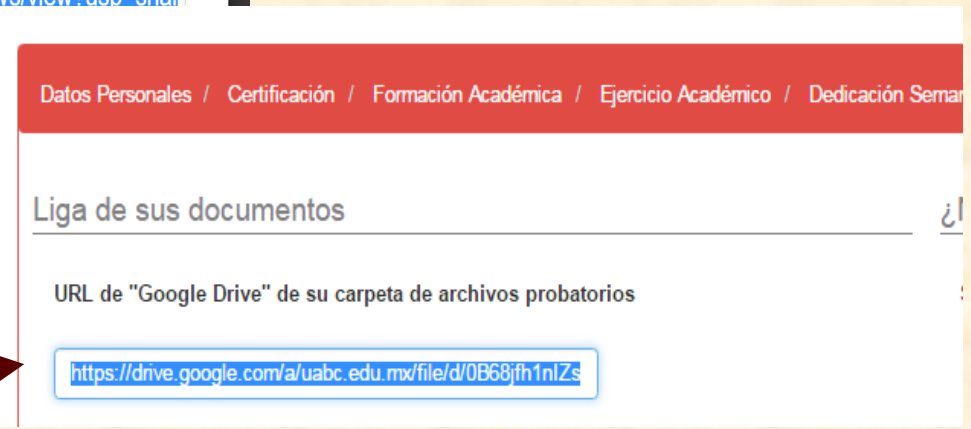 Datos Personales / Certificación / Formación Académica / Ejercicio Académico / Dedicación
Liga de sus documentos
URL de "Google Drive" de su carpeta de archivos probatorios
https://drive.google.com/a/uabc.edu.mx/file/d/0B68jfh1nIZs